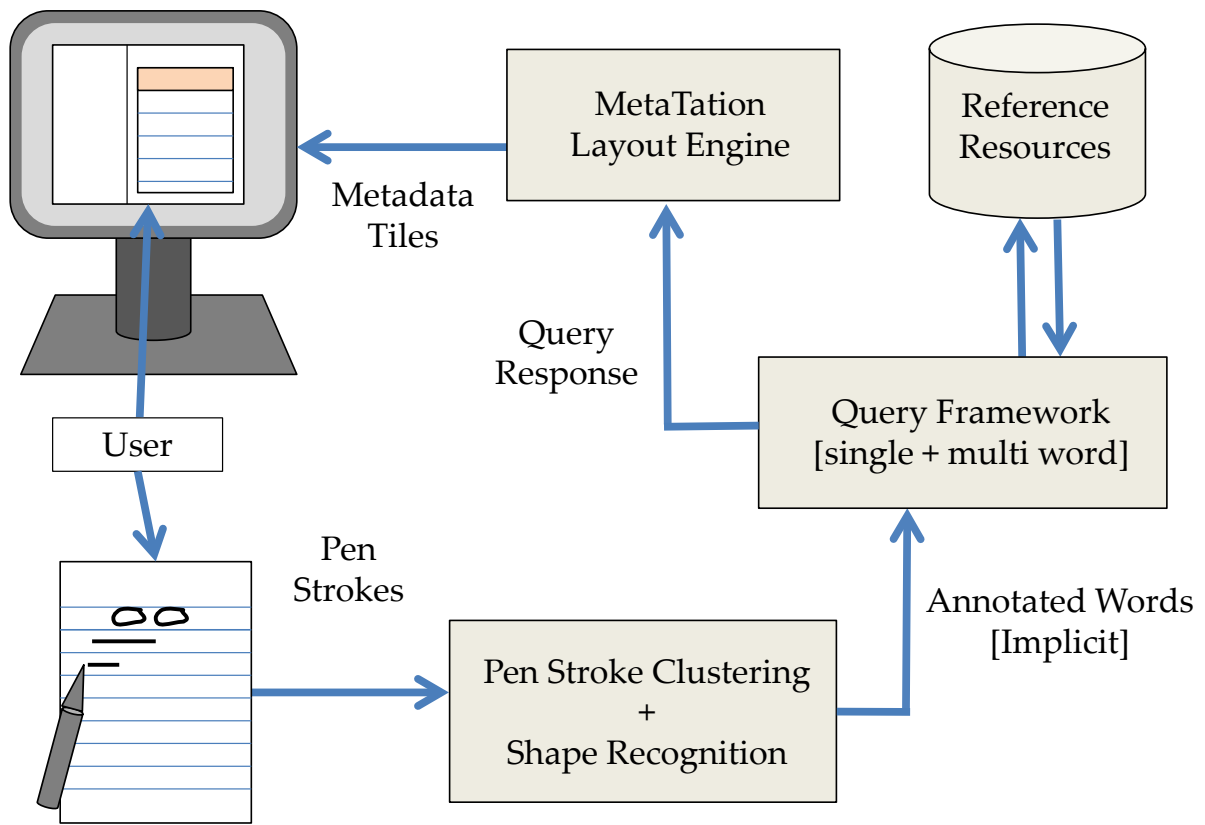 MetaTation
Layout Engine
Reference
Resources
Metadata
Tiles
Query
Response
Query Framework
[single + multi word]
User
Pen
Strokes
Annotated Words
[Implicit]
Pen Stroke Clustering
+
Shape Recognition